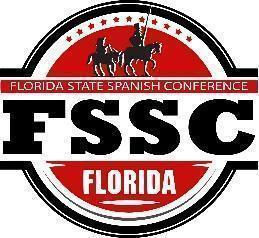 FLORIDA STATE SPANISH CONFERENCE
FSSC
FLORIDA